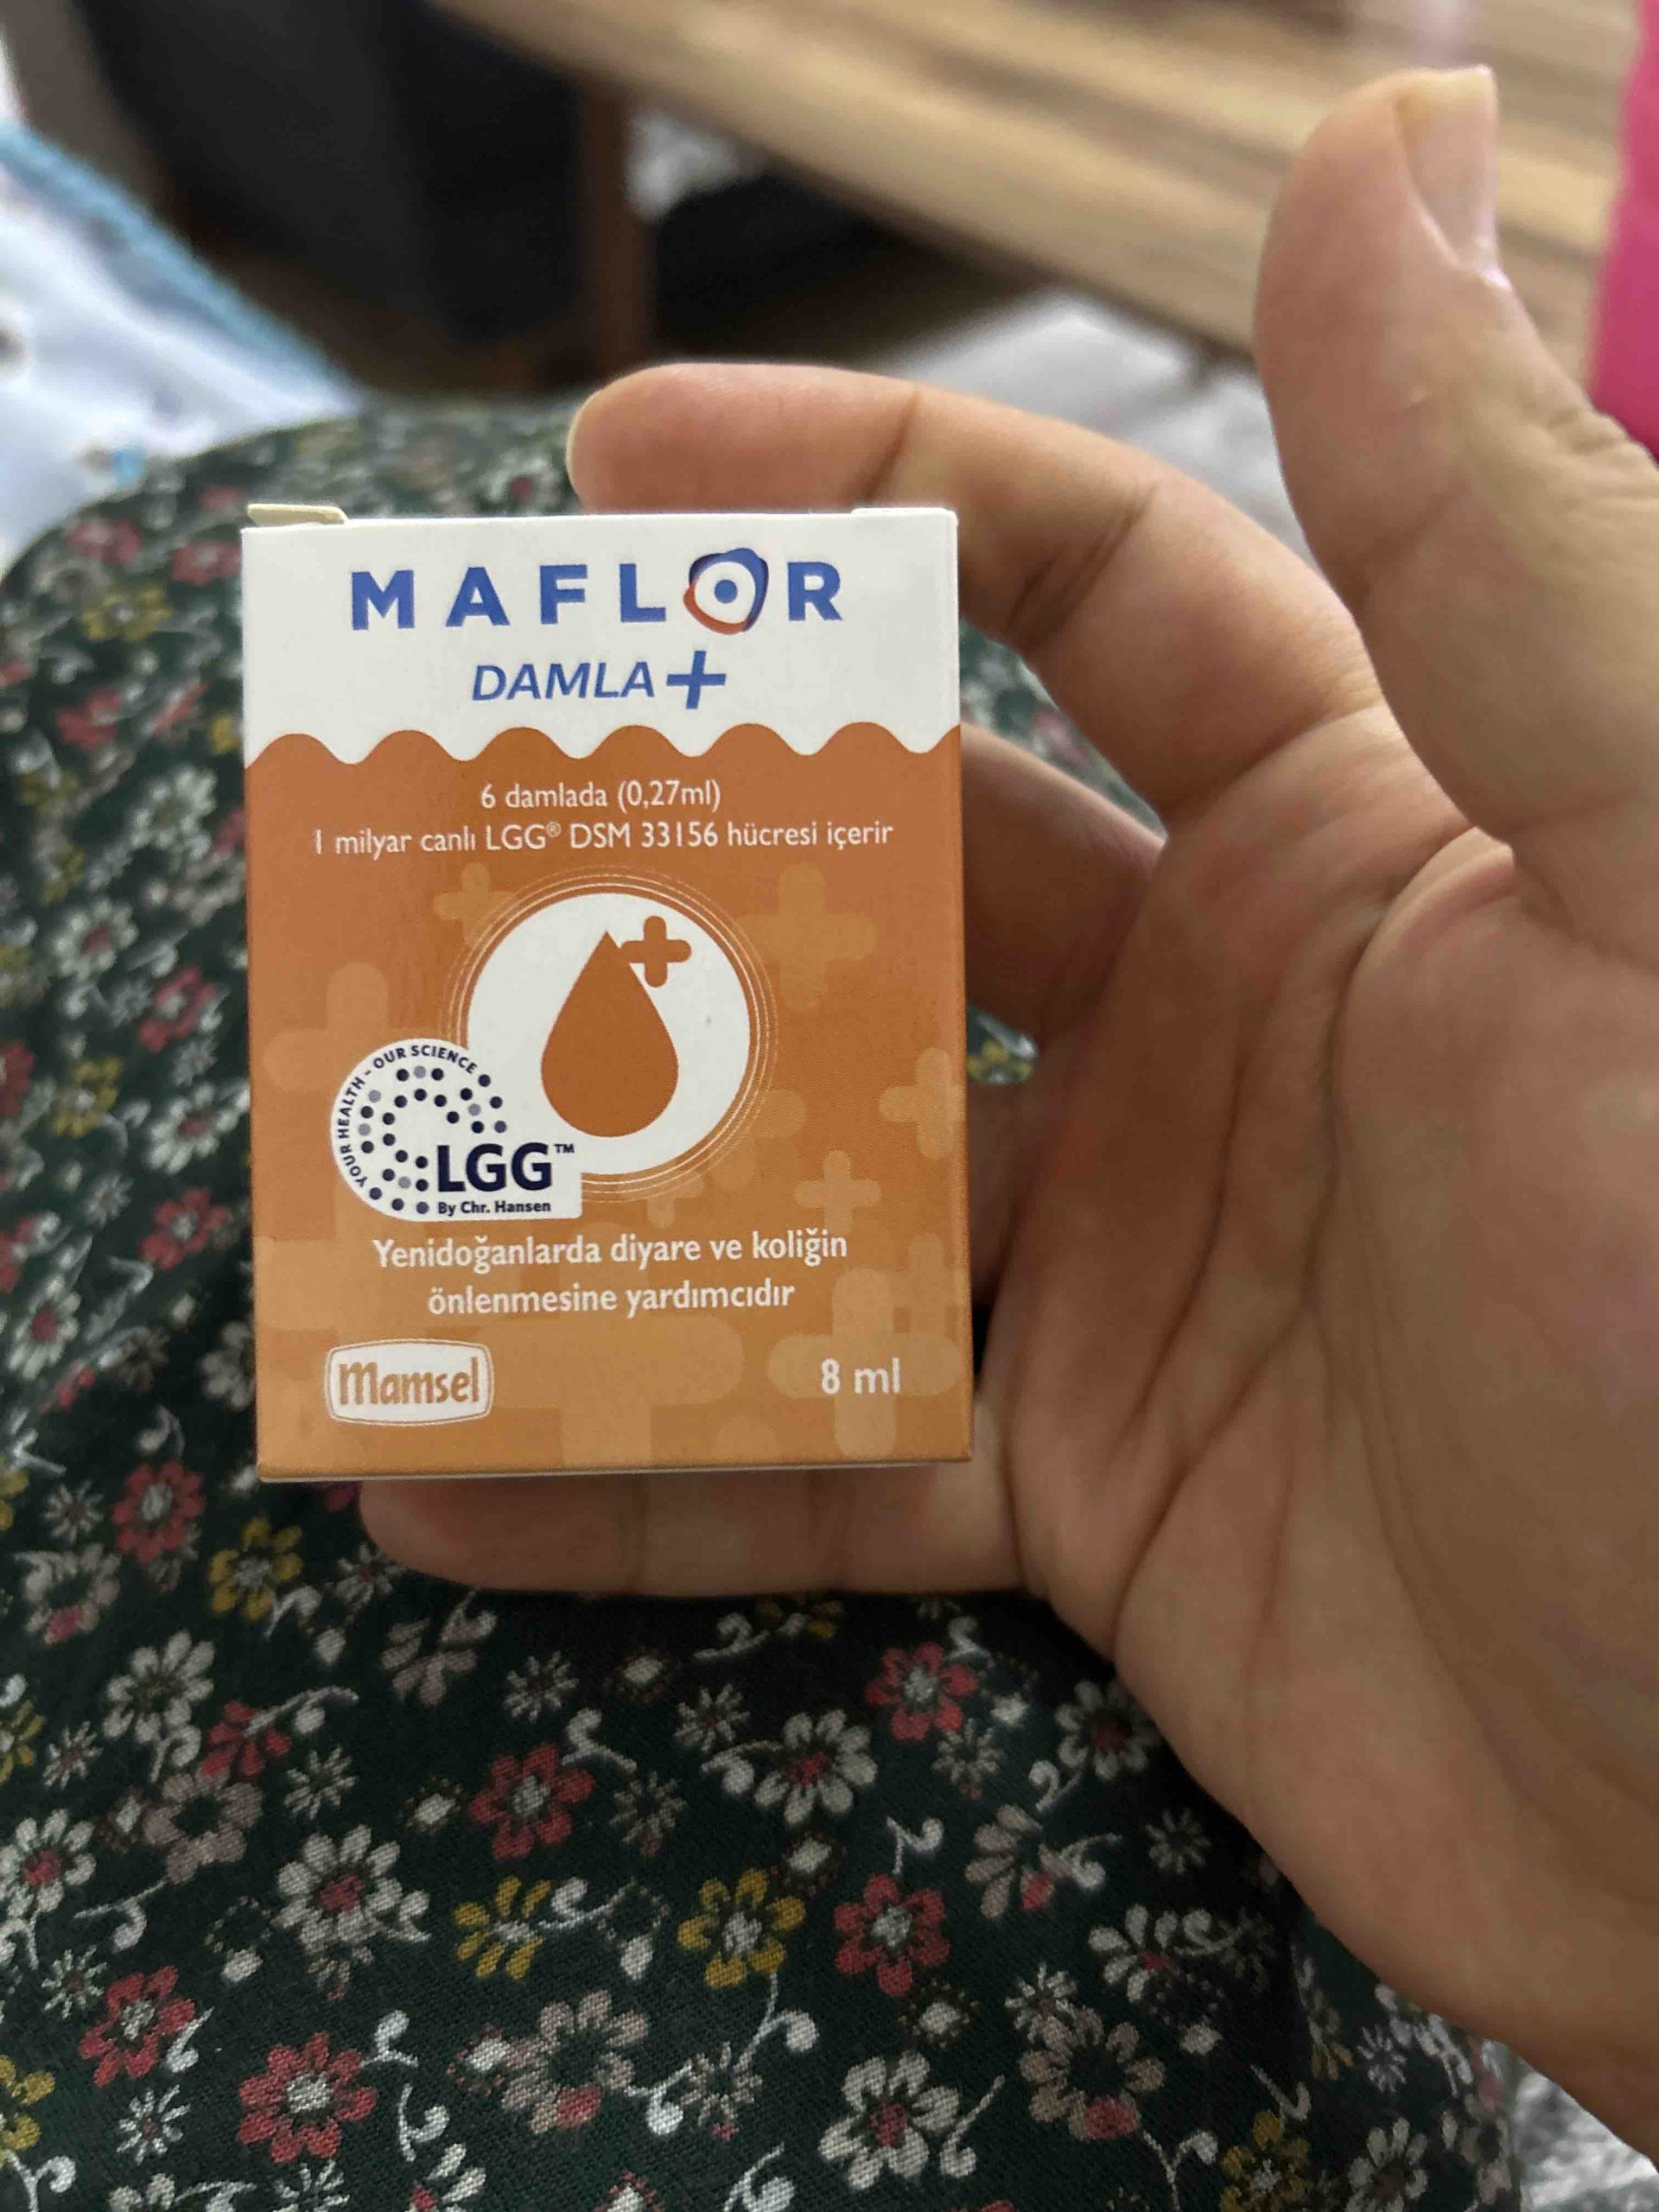 MAFLOR
DAMLA+
6 damlada (0,27ml)
1 milyar canlı LGG® DSM 33156 hücresi içerir
YOUR HEALTH - OUR SCIENCE
LGG™
By Chr. Hansen
Yenidoğanlarda diyare ve koliğin
önlenmesine yardımcıdır
Mamsel
8 ml